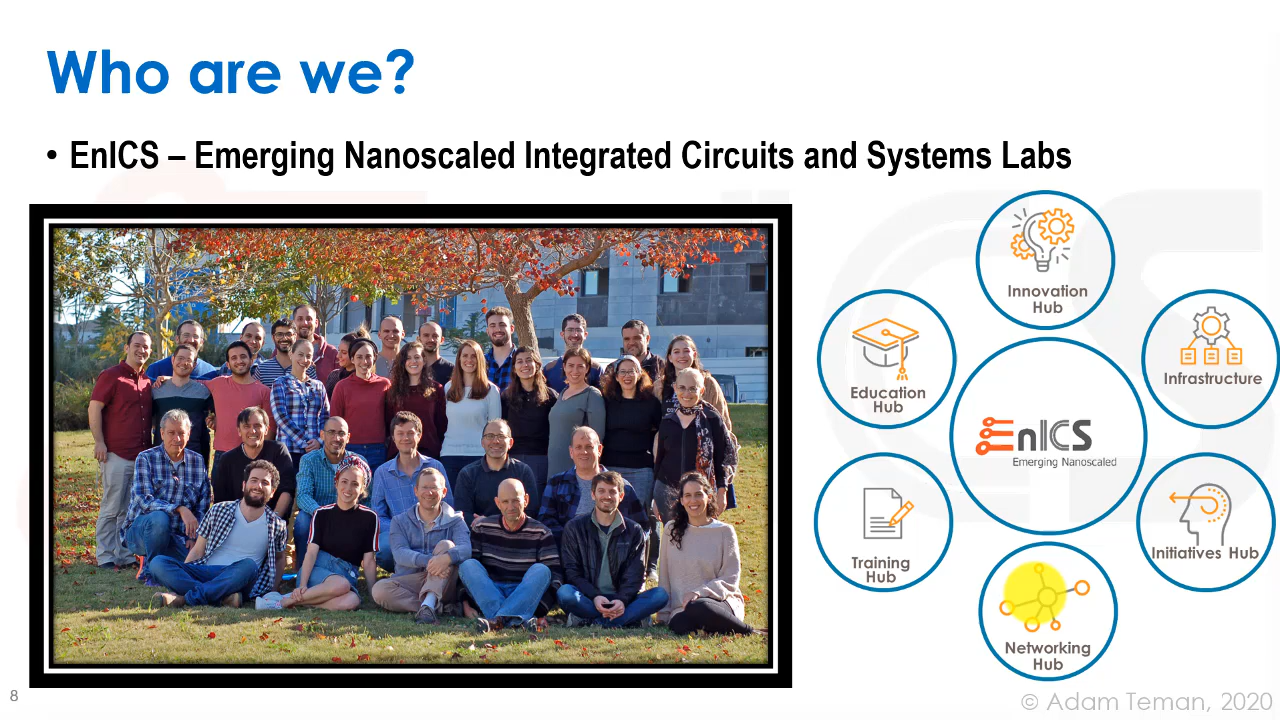 Who are we?
• EnICS – Emerging Nanoscaled Integrated Circuits and Systems Labs
Innovation
Hub
Education
Hub
Infrastructure
EnICS
Emerging Nanoscaled
Training
Hub
Initiatives Hub
Networking
Hub
8
© Adam Teman, 2020